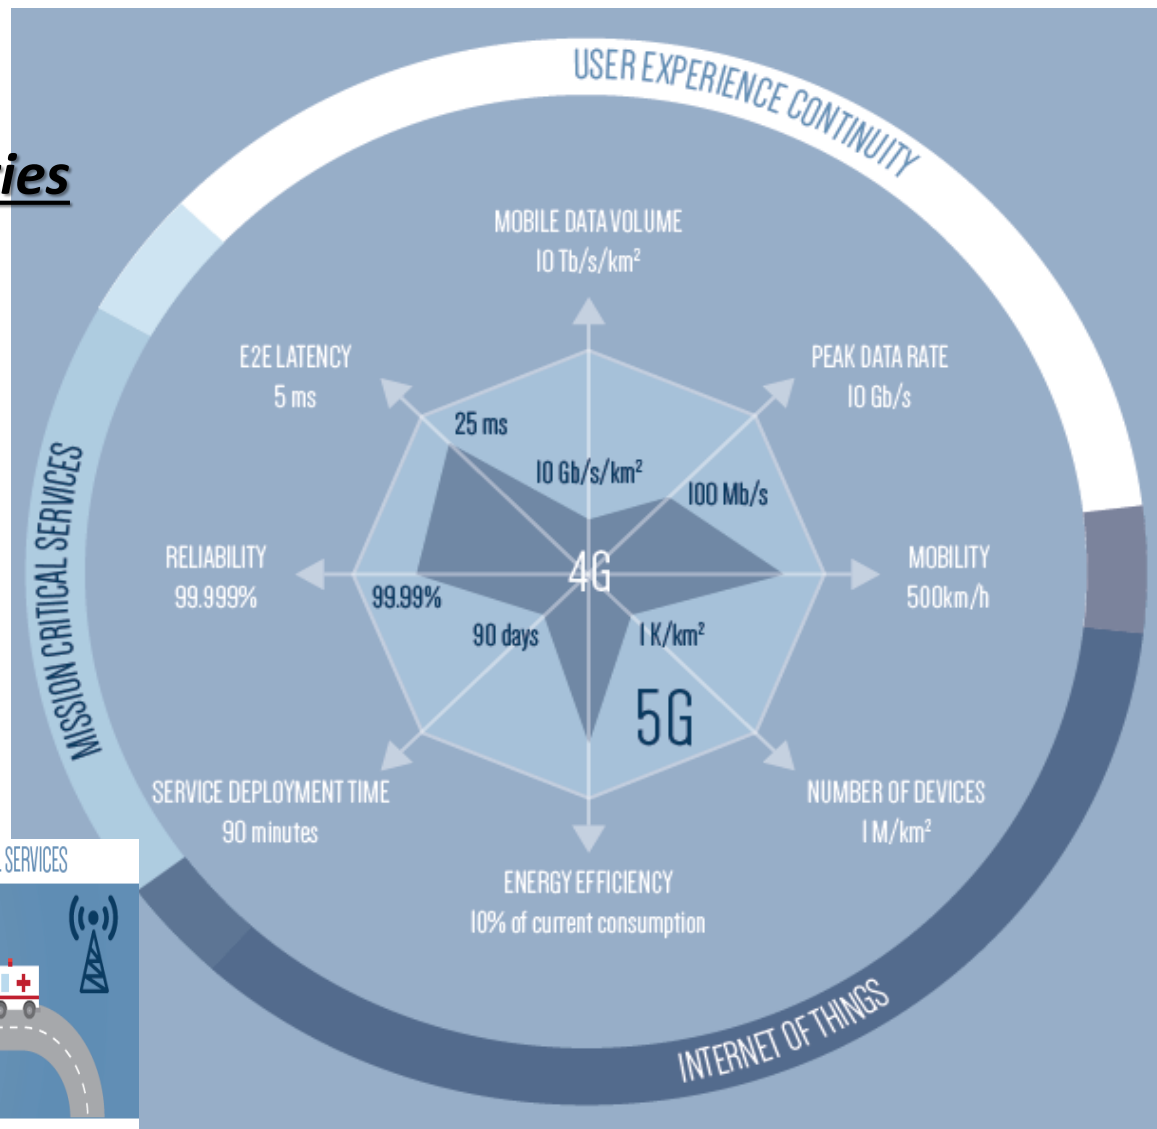 USER EXPERIENCE CONTINUITY
MOBILE DATA VOLUME
10 Tb/s/km²
E2E LATENCY
5 ms
PEAK DATA RATE
10 Gb/s
25 ms
10 Gb/s/km²
100 Mb/s
MISSION CRITICAL SERVICES
RELIABILITY
99.999%
4G
MOBILITY
500km/h
99.99%
90 days
1 K/km²
5G
SERVICE DEPLOYMENT TIME
90 minutes
NUMBER OF DEVICES
1 M/km²
SERVICES
ENERGY EFFICIENCY
10% of current consumption
INTERNET OF THINGS